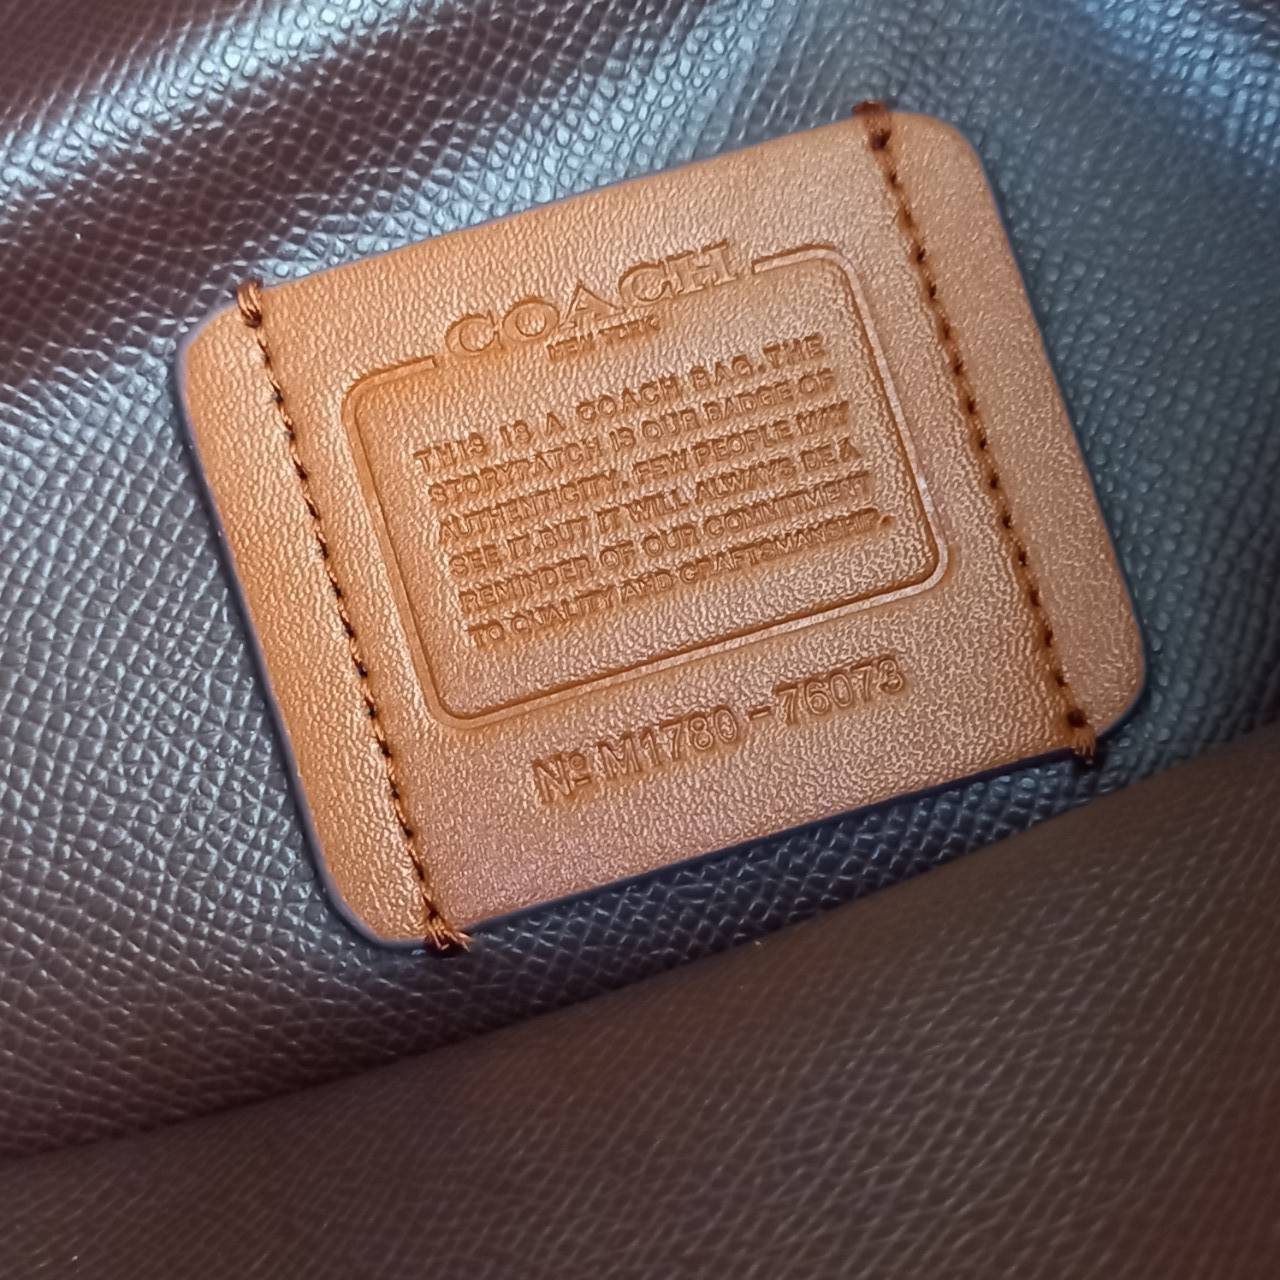 COACH
NEW YORK
THIS IS A COACH BAG. THE
STORYPATCH IS OUR BADGE OF
AUTHENTICITY. FEW PEOPLE MAY
SEE IT.BUT IT WILL ALWAYS BE A
REMINDER OF OUR COMMITMENT
TO QUALITY AND CRAFTSMANSHIP.
Nº M1780-76073